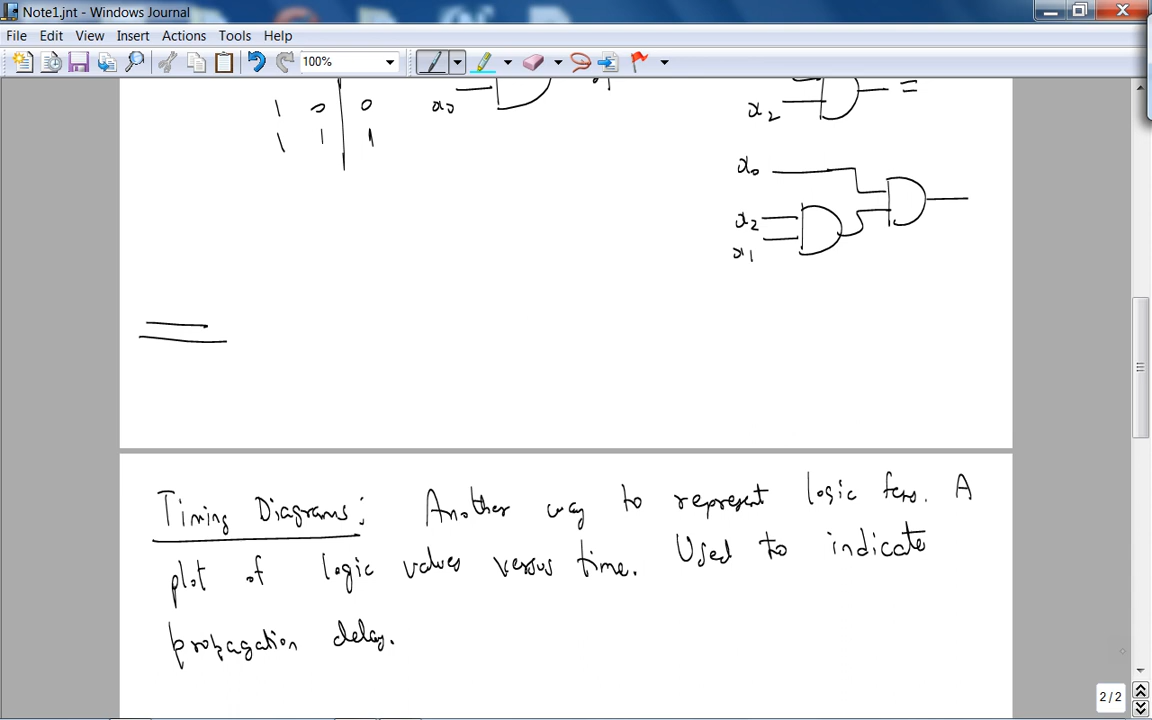 Note1.jnt - Windows Journal
File Edit View Insert Actions Tools Help
100%
1 0 0
x0
1 1 1
x2
=
x0
x2
x1
Timing Diagrams: Another way to represent logic fcns. A
plot of logic values versus time. Used to indicate
propagation delay.
2 / 2